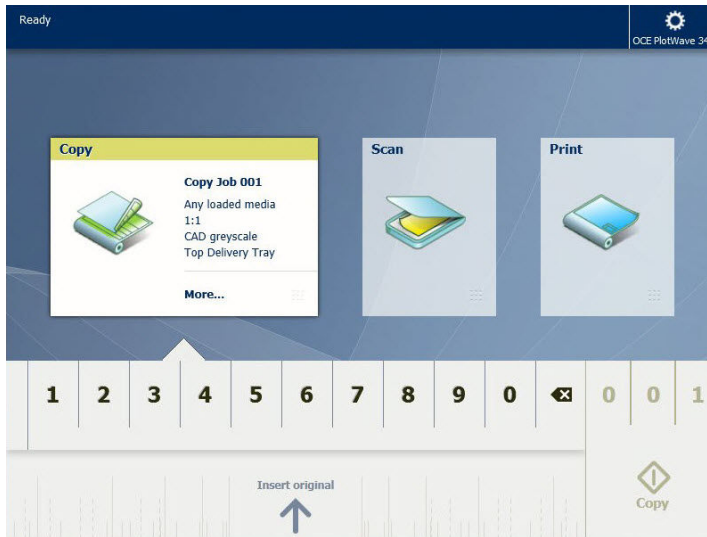 Ready
OCE PlotWave 34
Copy
Copy Job 001
Any loaded media
1:1
CAD greyscale
Top Delivery Tray
More...
Scan
Print
1 2 3 4 5 6 7 8 9 0 0 0 1
Insert original
Copy